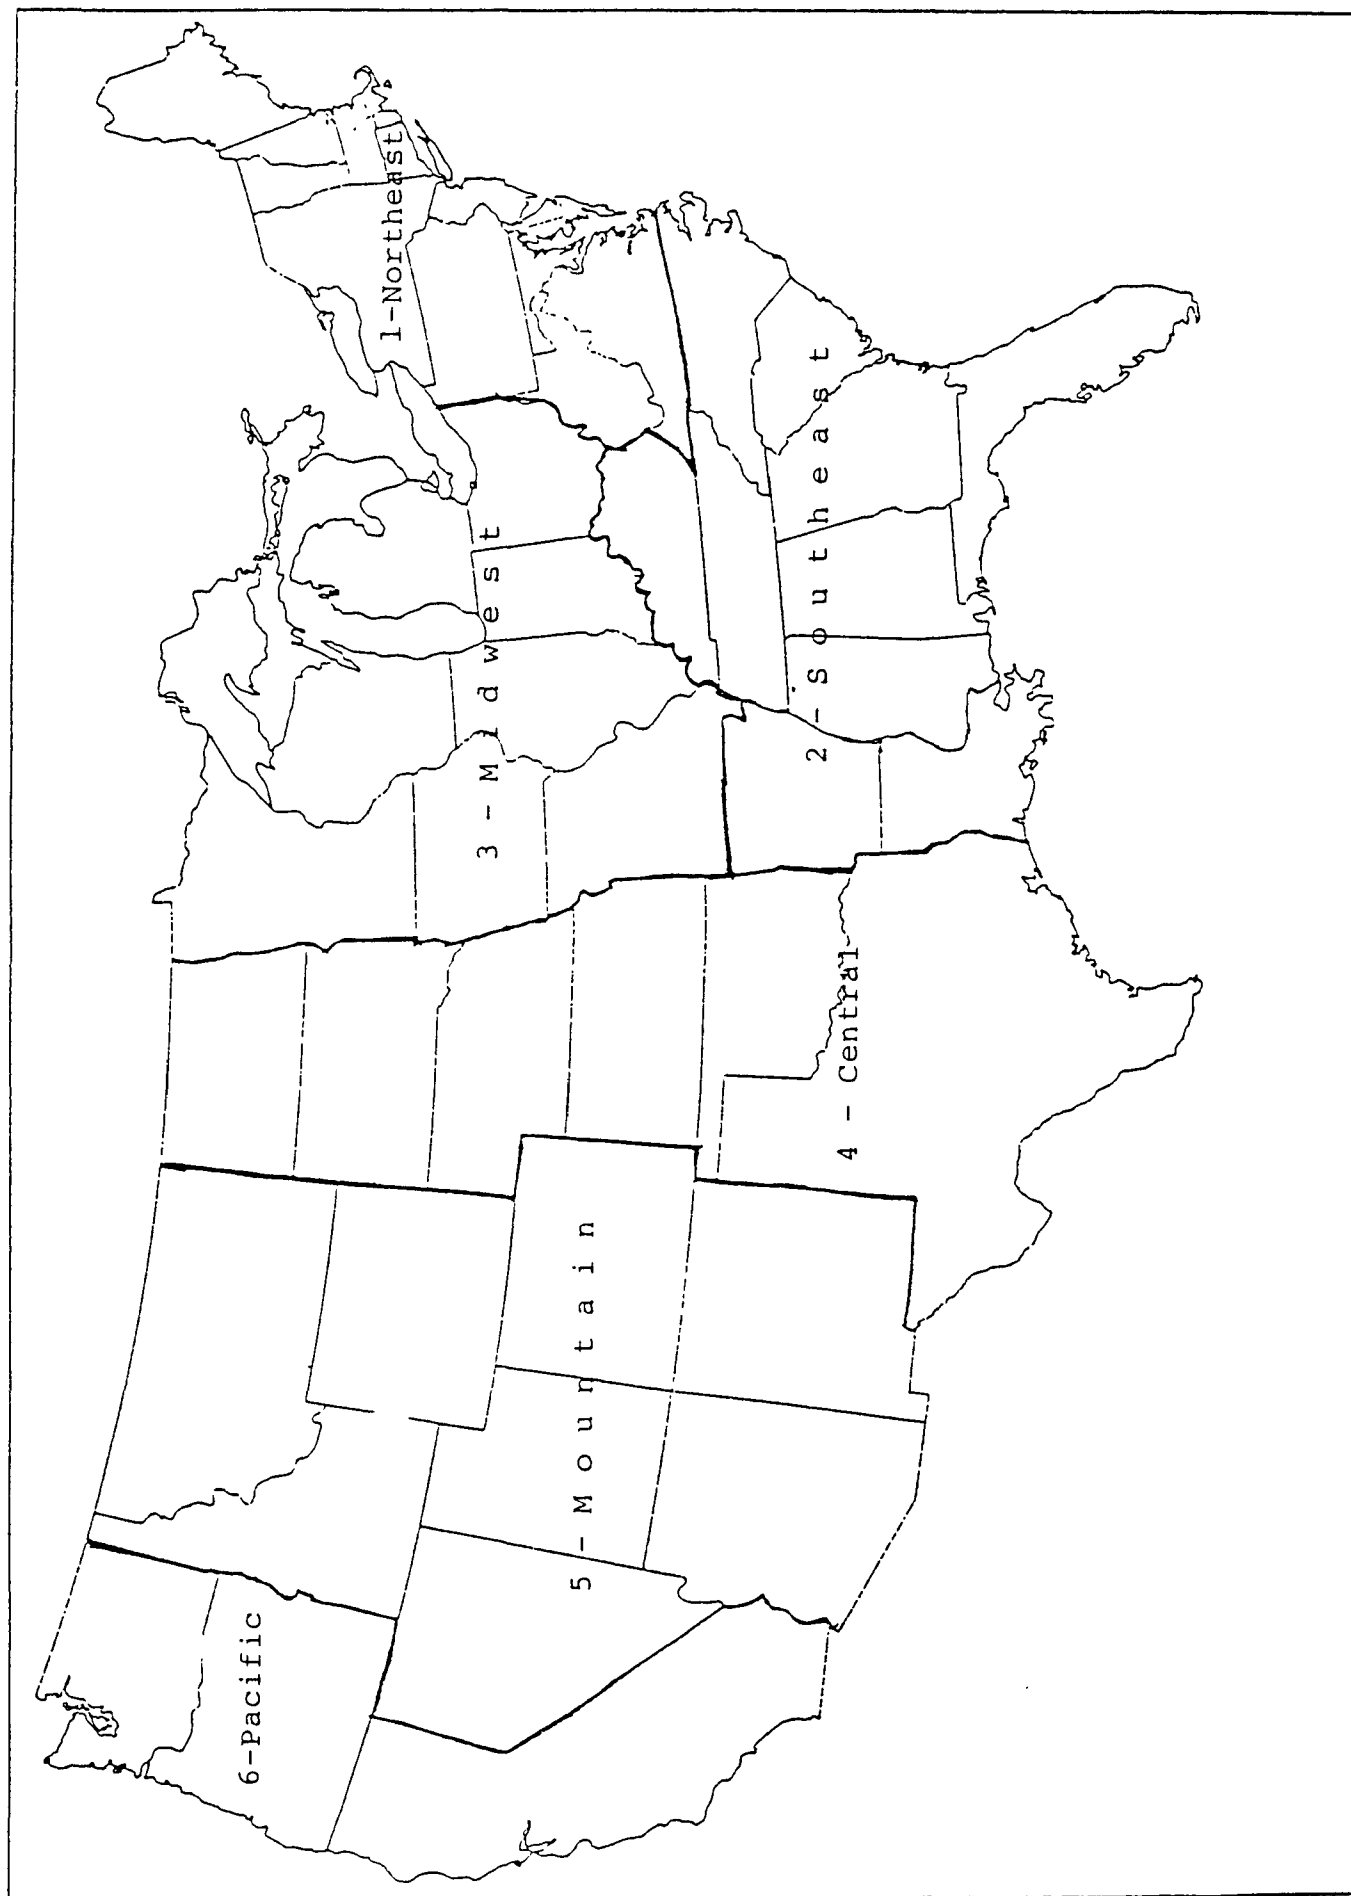 1-Northeast
2-Southeast
3-Midwest
4-Central
5-Mountain
6-Pacific